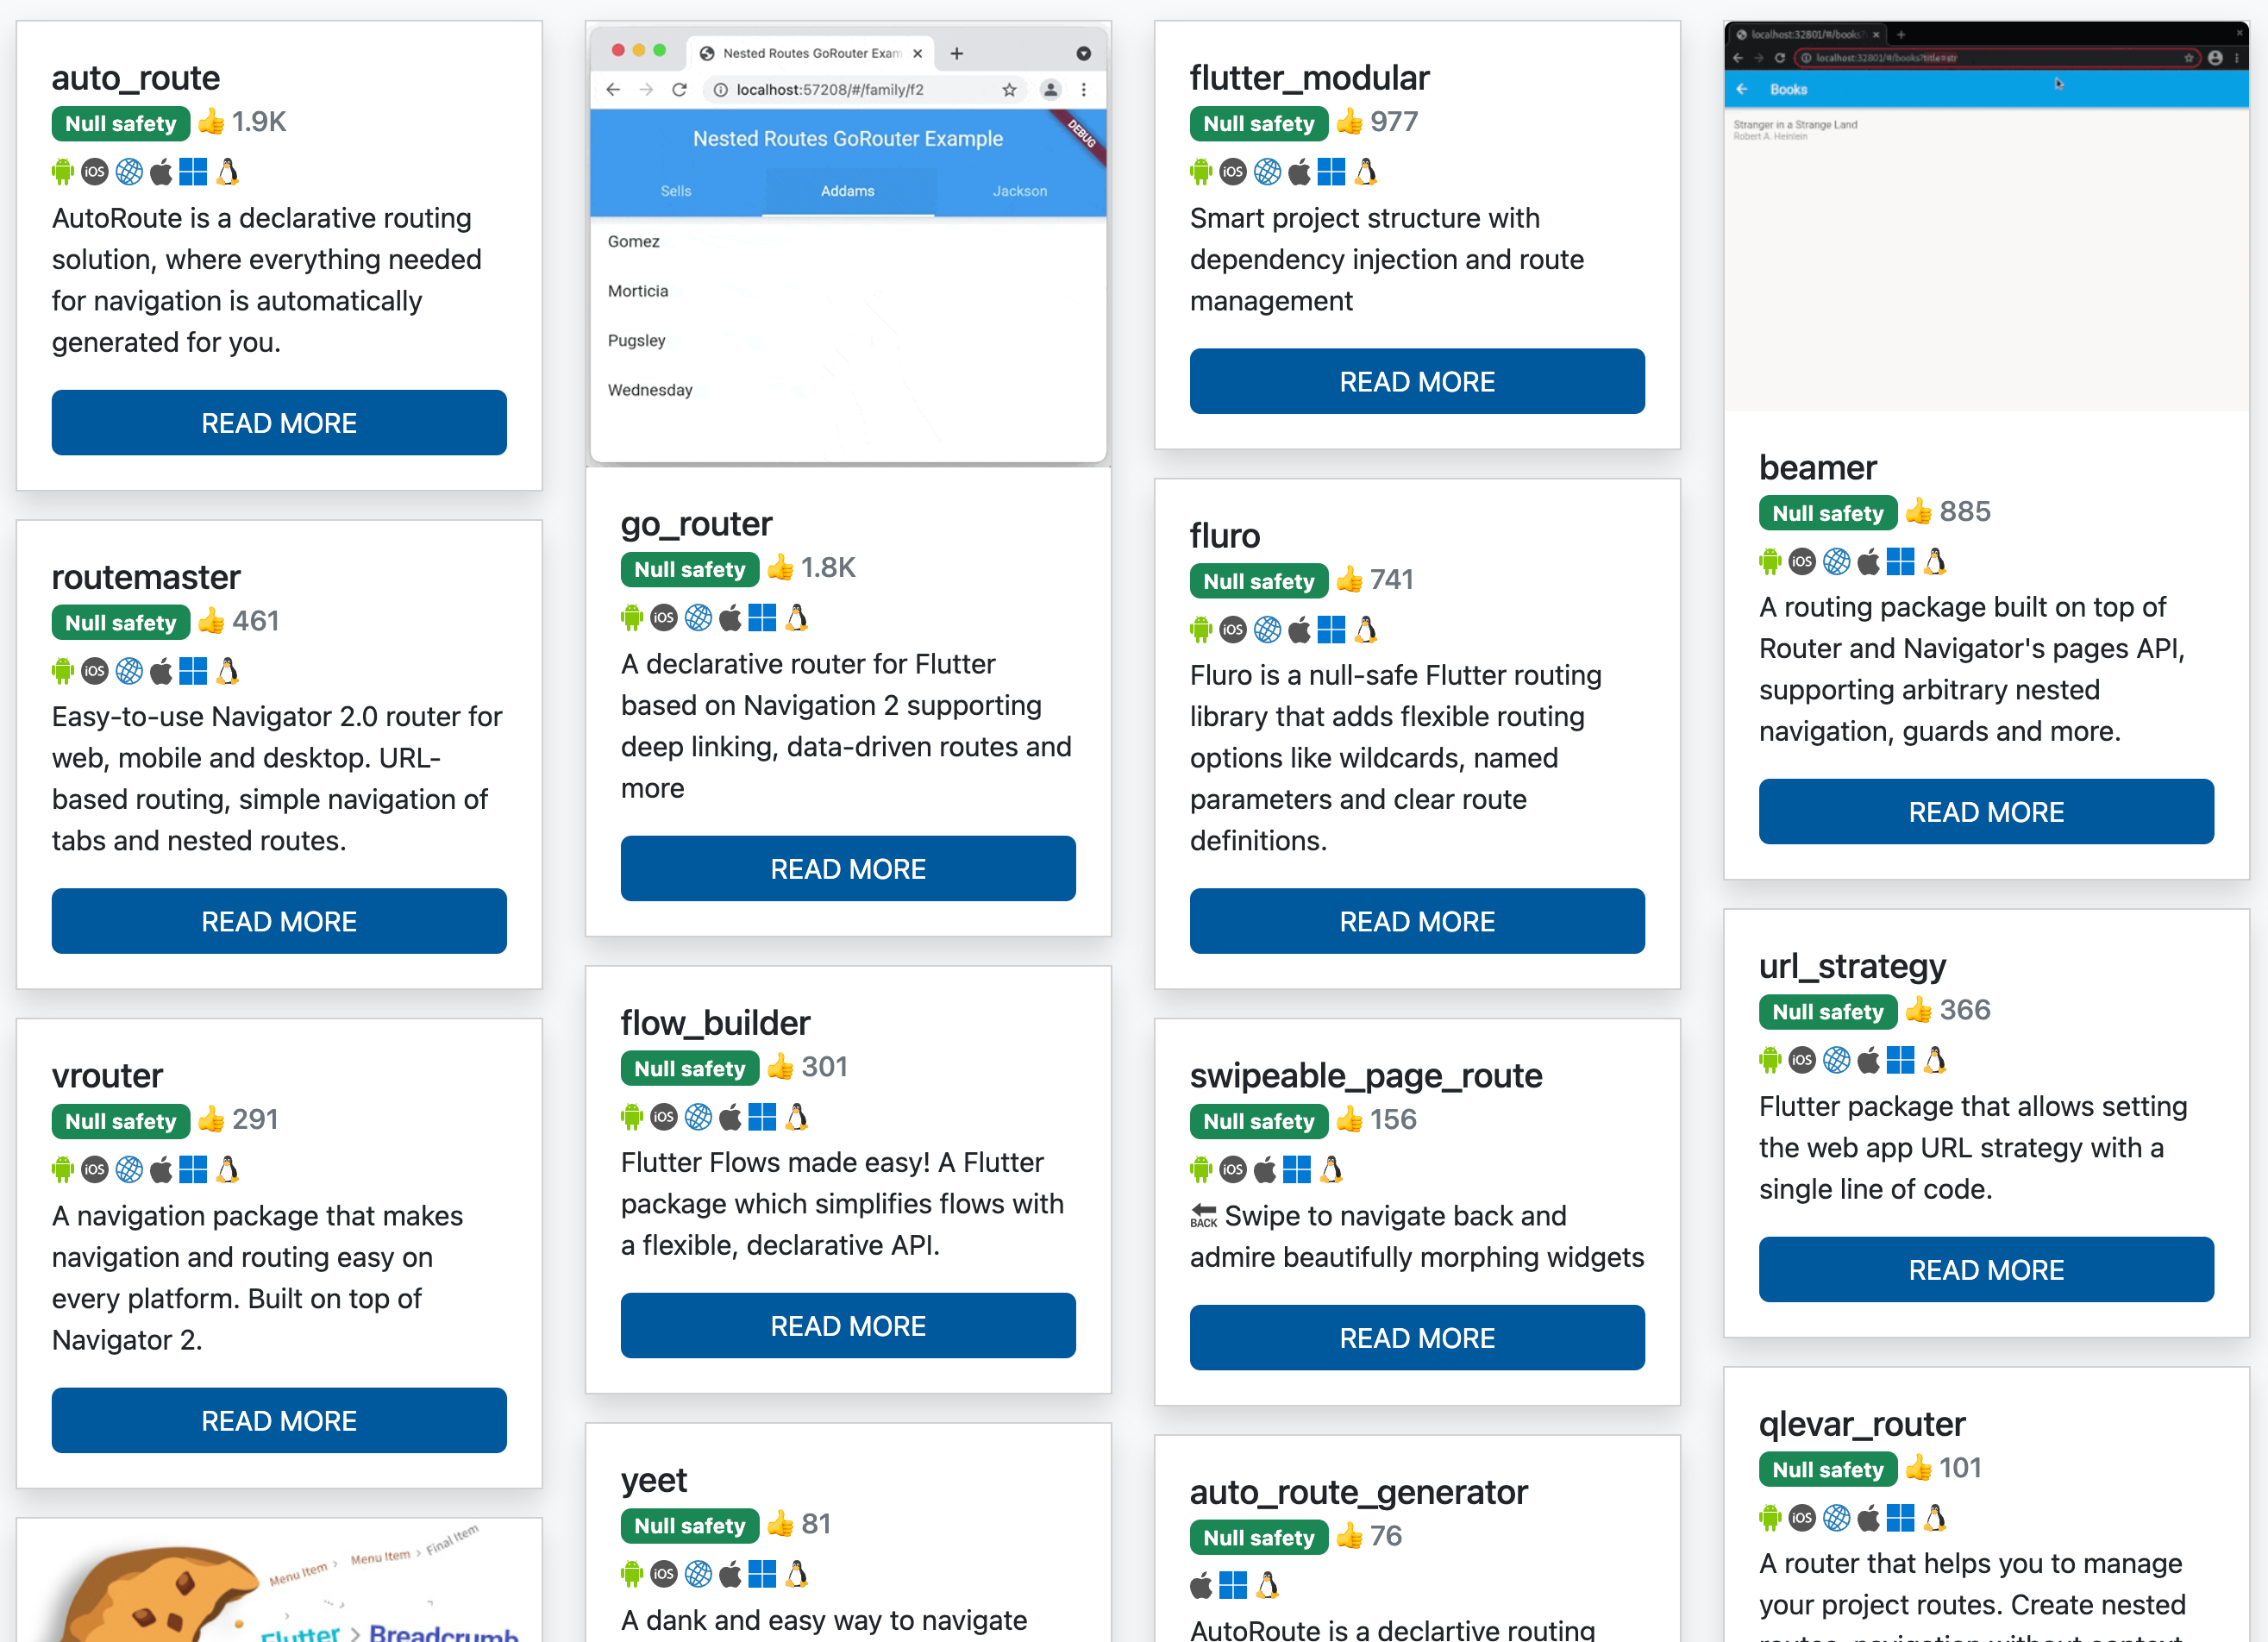 auto_route
Null safety 👍 1.9K
iOS
AutoRoute is a declarative routing
solution, where everything needed
for navigation is automatically
generated for you.
READ MORE
routemaster
Null safety 👍 461
iOS
Easy-to-use Navigator 2.0 router for
web, mobile and desktop. URL-
based routing, simple navigation of
tabs and nested routes.
READ MORE
vrouter
Null safety 👍 291
iOS
A navigation package that makes
navigation and routing easy on
every platform. Built on top of
Navigator 2.
READ MORE
Menu Item > Menu Item > Final Item
Flutter > Breadcrumb
Nested Routes GoRouter Exam
localhost:57208/#/family/f2
DEBUG
Nested Routes GoRouter Example
Sells Addams Jackson
Gomez
Morticia
Pugsley
Wednesday
go_router
Null safety 👍 1.8K
iOS
A declarative router for Flutter
based on Navigation 2 supporting
deep linking, data-driven routes and
more
READ MORE
flow_builder
Null safety 👍 301
iOS
Flutter Flows made easy! A Flutter
package which simplifies flows with
a flexible, declarative API.
READ MORE
yeet
Null safety 👍 81
iOS
A dank and easy way to navigate
flutter_modular
Null safety 👍 977
iOS
Smart project structure with
dependency injection and route
management
READ MORE
fluro
Null safety 👍 741
iOS
Fluro is a null-safe Flutter routing
library that adds flexible routing
options like wildcards, named
parameters and clear route
definitions.
READ MORE
swipeable_page_route
Null safety 👍 156
iOS
🔙 Swipe to navigate back and
admire beautifully morphing widgets
READ MORE
auto_route_generator
Null safety 👍 76
AutoRoute is a declartive routing
localhost:32801/#/books
localhost:32801/#/books?title=str
Books
Stranger in a Strange Land
Robert A. Heinlein
beamer
Null safety 👍 885
iOS
A routing package built on top of
Router and Navigator's pages API,
supporting arbitrary nested
navigation, guards and more.
READ MORE
url_strategy
Null safety 👍 366
iOS
Flutter package that allows setting
the web app URL strategy with a
single line of code.
READ MORE
qlevar_router
Null safety 👍 101
iOS
A router that helps you to manage
your project routes. Create nested
routes, navigation without context